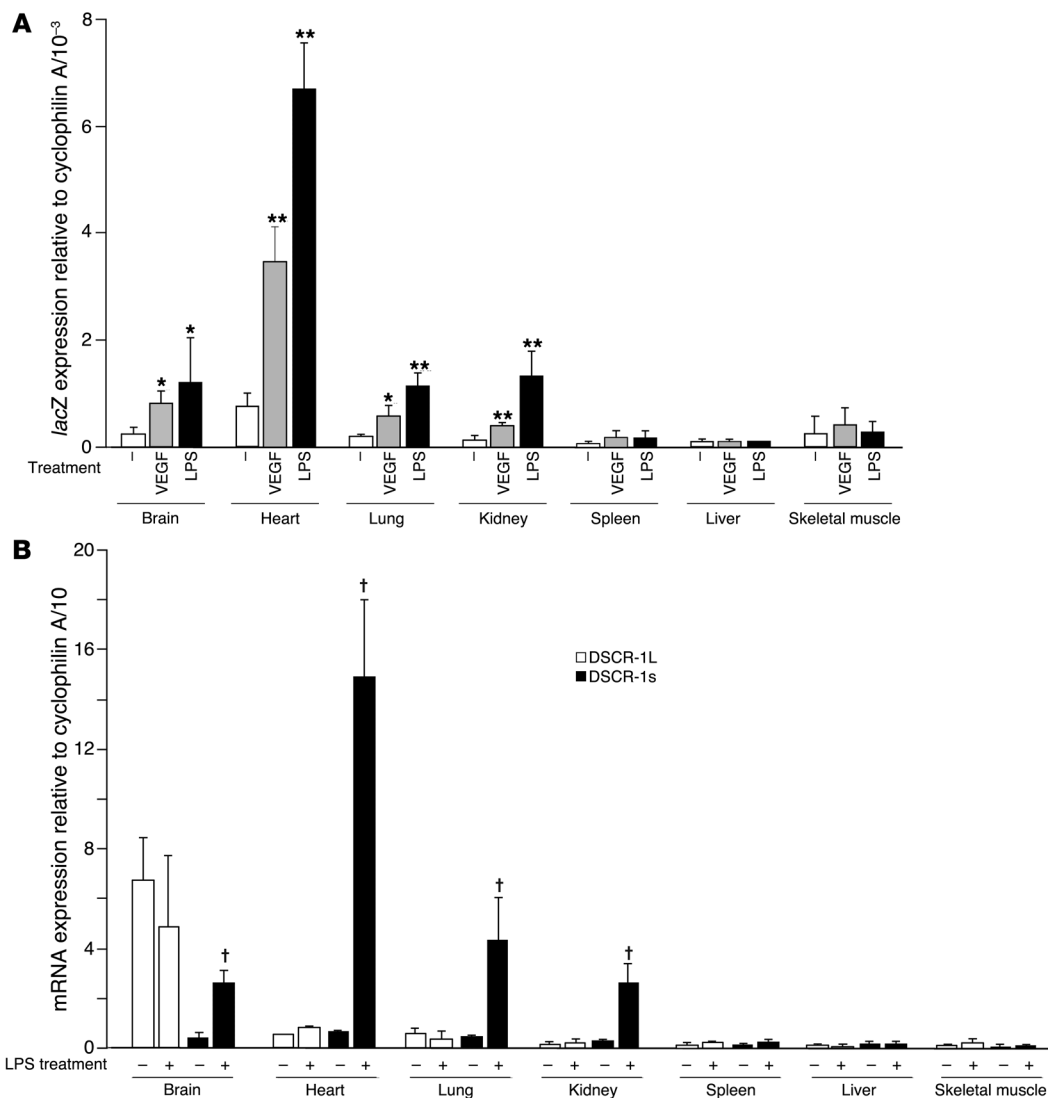 A
lacZ expression relative to cyclophilin A/10⁻³
8
6
4
2
0
** 
**
* * * ** ** **
Treatment – VEGF LPS – VEGF LPS – VEGF LPS – VEGF LPS – VEGF LPS – VEGF LPS – VEGF LPS
Brain Heart Lung Kidney Spleen Liver Skeletal muscle
B
mRNA expression relative to cyclophilin A/10
20
16
12
8
4
0
† † † †
DSCR-1L
DSCR-1s
LPS treatment – + – + – + – + – + – + – + – + – + – + – + – + – + – +
Brain Heart Lung Kidney Spleen Liver Skeletal muscle